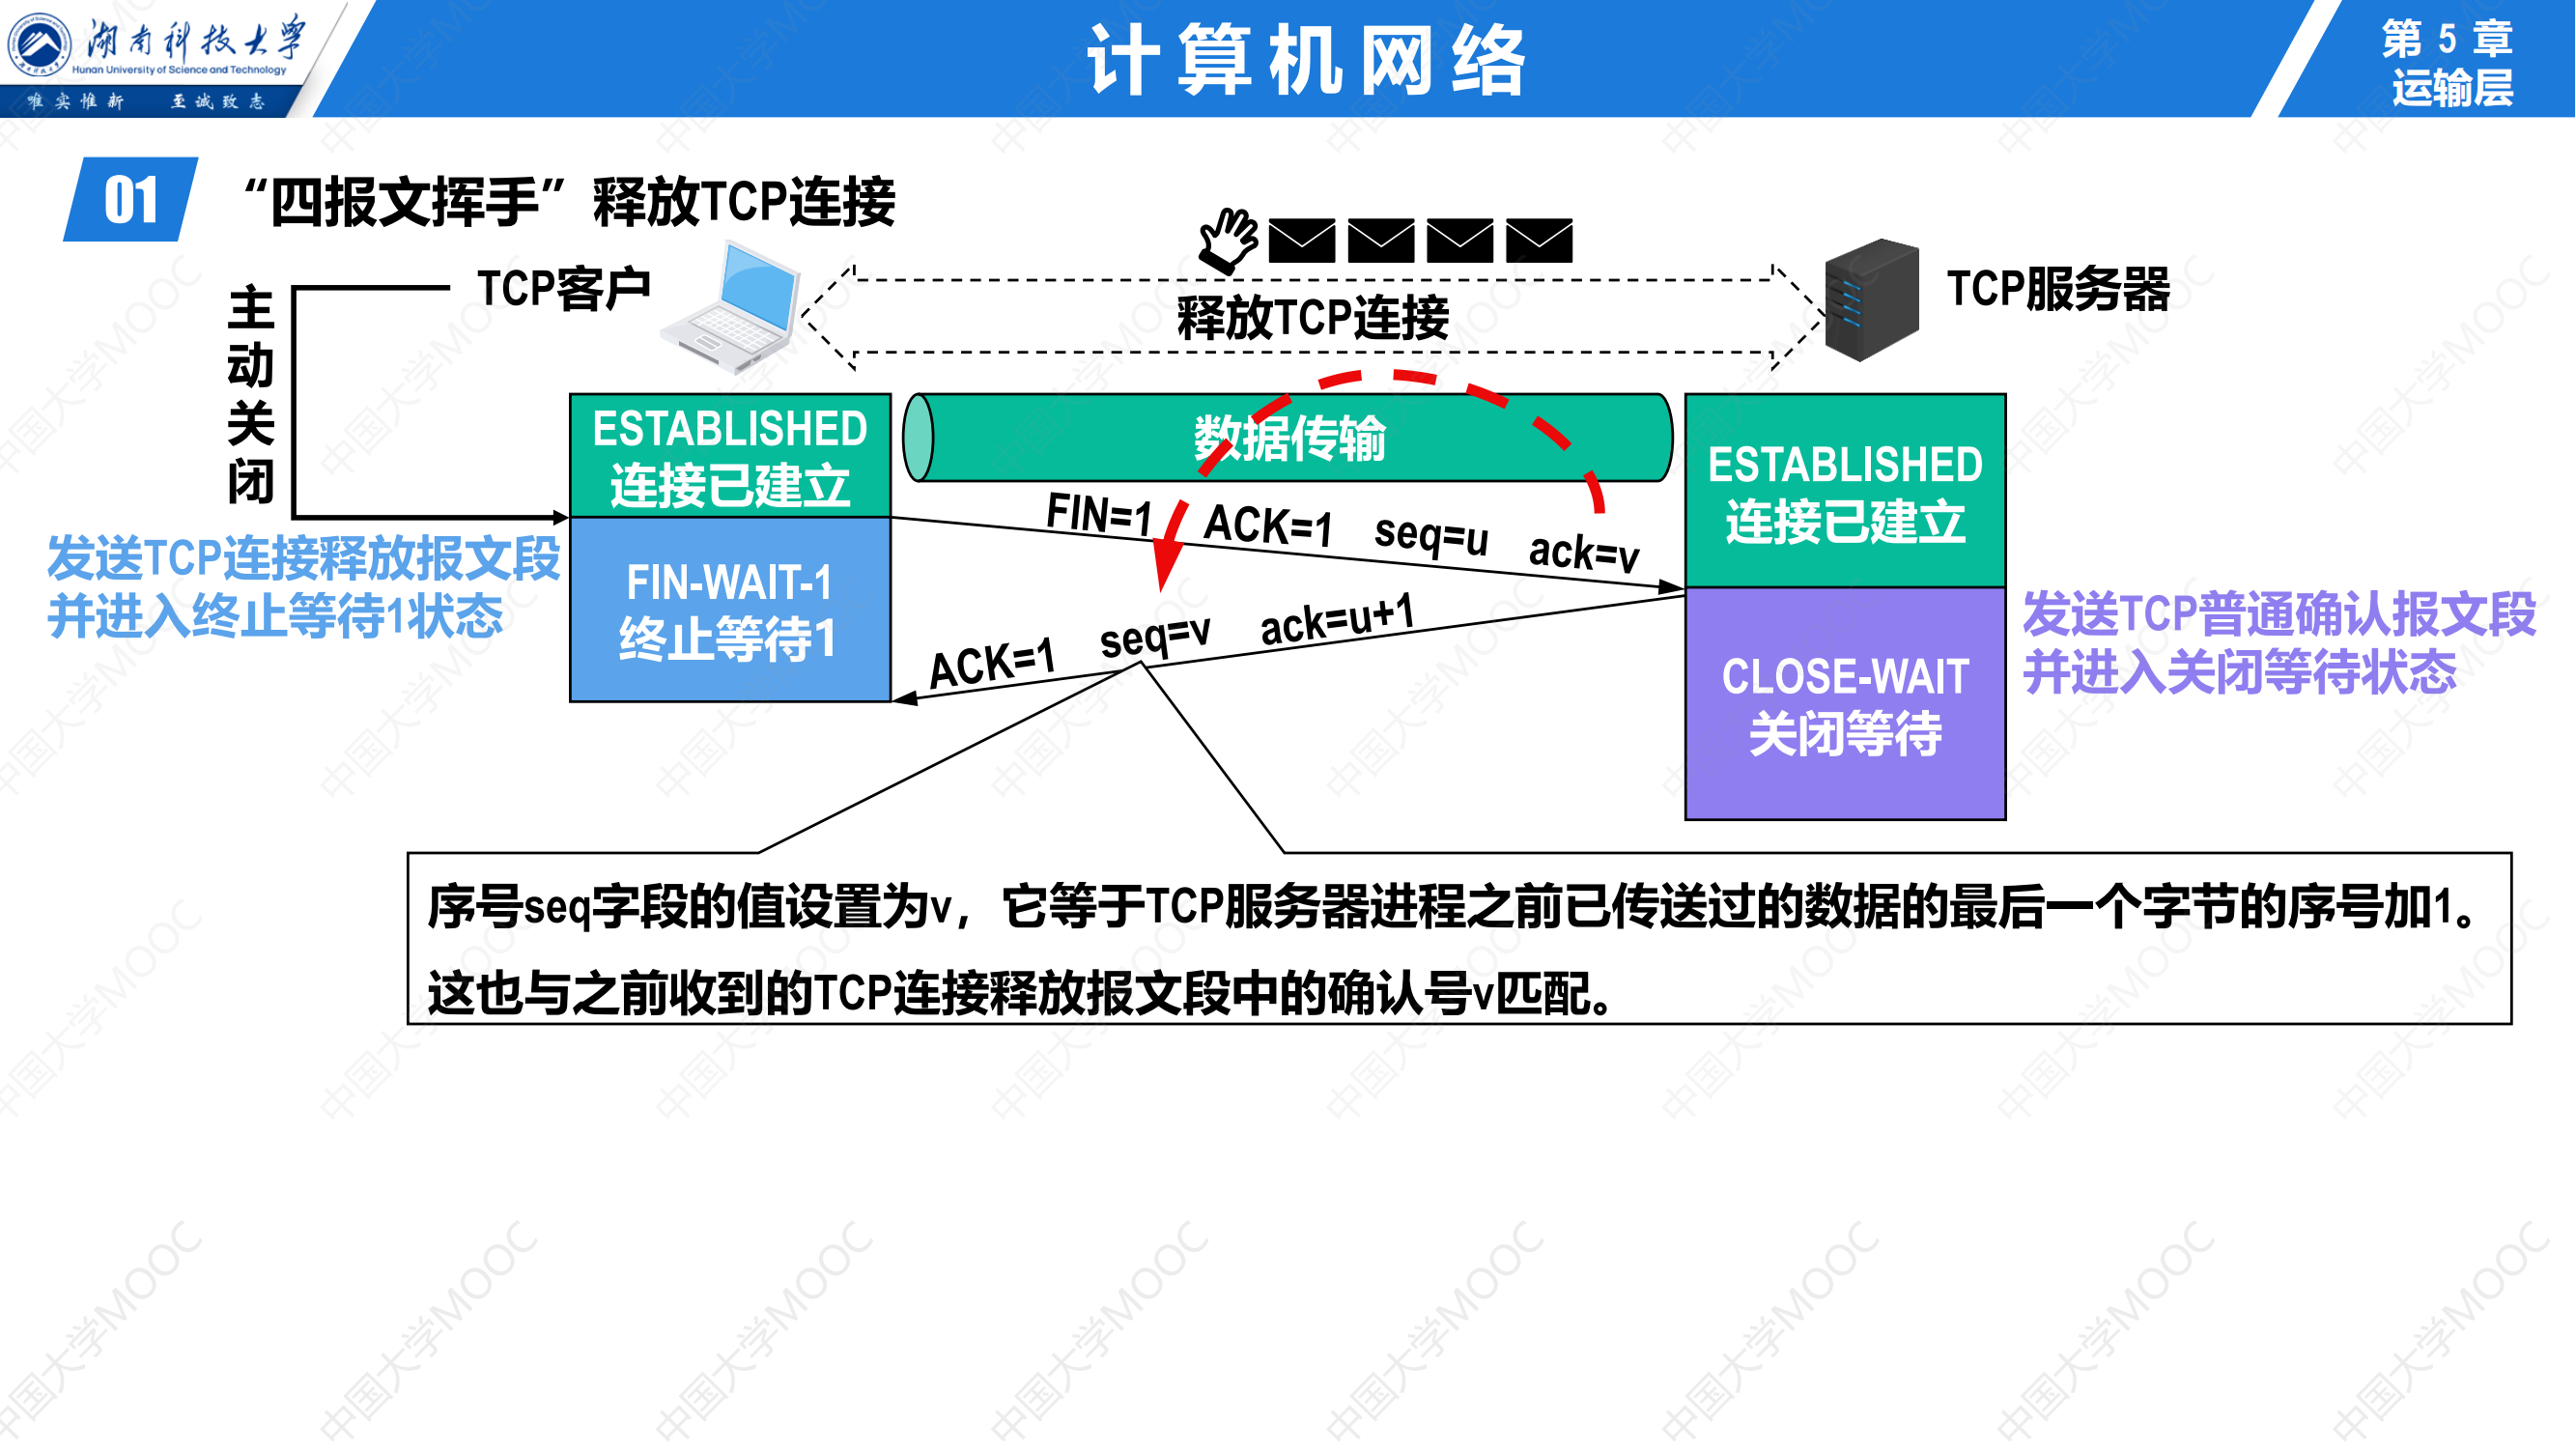 湖南科技大学
Hunan University of Science and Technology
唯实惟新 至诚致志
计算机网络
第 5 章
运输层
01
“四报文挥手”释放TCP连接
TCP客户
释放TCP连接
TCP服务器
主动关闭
ESTABLISHED
连接已建立
数据传输
ESTABLISHED
连接已建立
FIN=1 ACK=1 seq=u ack=v
发送TCP连接释放报文段
并进入终止等待1状态
FIN-WAIT-1
终止等待1
ACK=1 seq=v ack=u+1
CLOSE-WAIT
关闭等待
发送TCP普通确认报文段
并进入关闭等待状态
序号seq字段的值设置为v，它等于TCP服务器进程之前已传送过的数据的最后一个字节的序号加1。
这也与之前收到的TCP连接释放报文段中的确认号v匹配。
中国大学MOOC